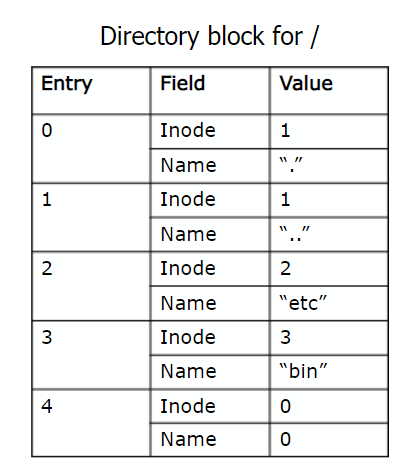 Directory block for /
Entry Field Value
0 Inode 1
Name “.”
1 Inode 1
Name “..”
2 Inode 2
Name “etc”
3 Inode 3
Name “bin”
4 Inode 0
Name 0